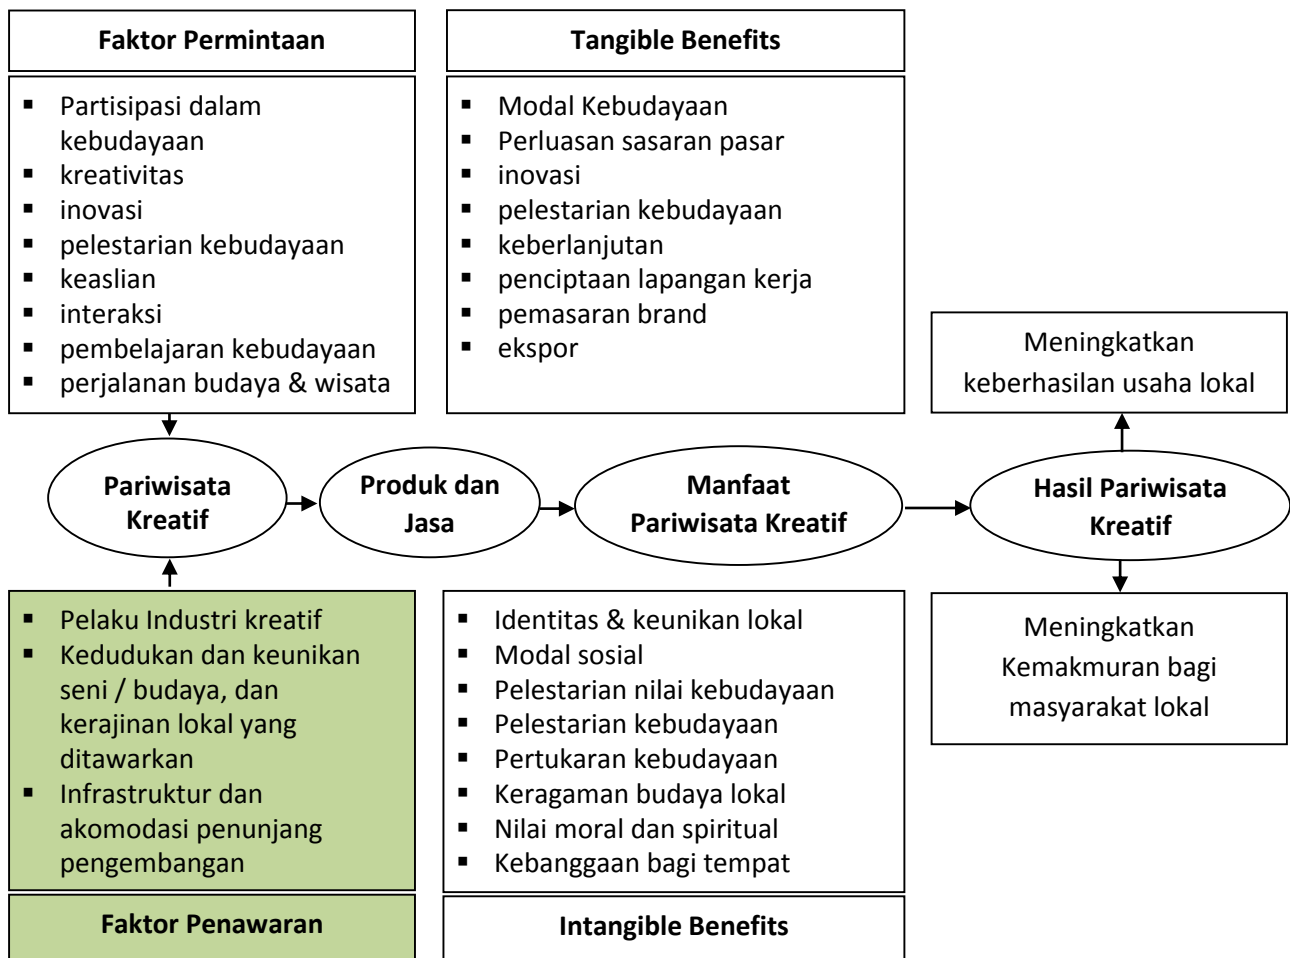 Faktor Permintaan
▪ Partisipasi dalam
kebudayaan
▪ kreativitas
▪ inovasi
▪ pelestarian kebudayaan
▪ keaslian
▪ interaksi
▪ pembelajaran kebudayaan
▪ perjalanan budaya & wisata
Tangible Benefits
▪ Modal Kebudayaan
▪ Perluasan sasaran pasar
▪ inovasi
▪ pelestarian kebudayaan
▪ keberlanjutan
▪ penciptaan lapangan kerja
▪ pemasaran brand
▪ ekspor
Meningkatkan
keberhasilan usaha lokal
Pariwisata
Kreatif
Produk dan
Jasa
Manfaat
Pariwisata Kreatif
Hasil Pariwisata
Kreatif
▪ Pelaku Industri kreatif
▪ Kedudukan dan keunikan
seni / budaya, dan
kerajinan lokal yang
ditawarkan
▪ Infrastruktur dan
akomodasi penunjang
pengembangan
Faktor Penawaran
▪ Identitas & keunikan lokal
▪ Modal sosial
▪ Pelestarian nilai kebudayaan
▪ Pelestarian kebudayaan
▪ Pertukaran kebudayaan
▪ Keragaman budaya lokal
▪ Nilai moral dan spiritual
▪ Kebanggaan bagi tempat
Intangible Benefits
Meningkatkan
Kemakmuran bagi
masyarakat lokal